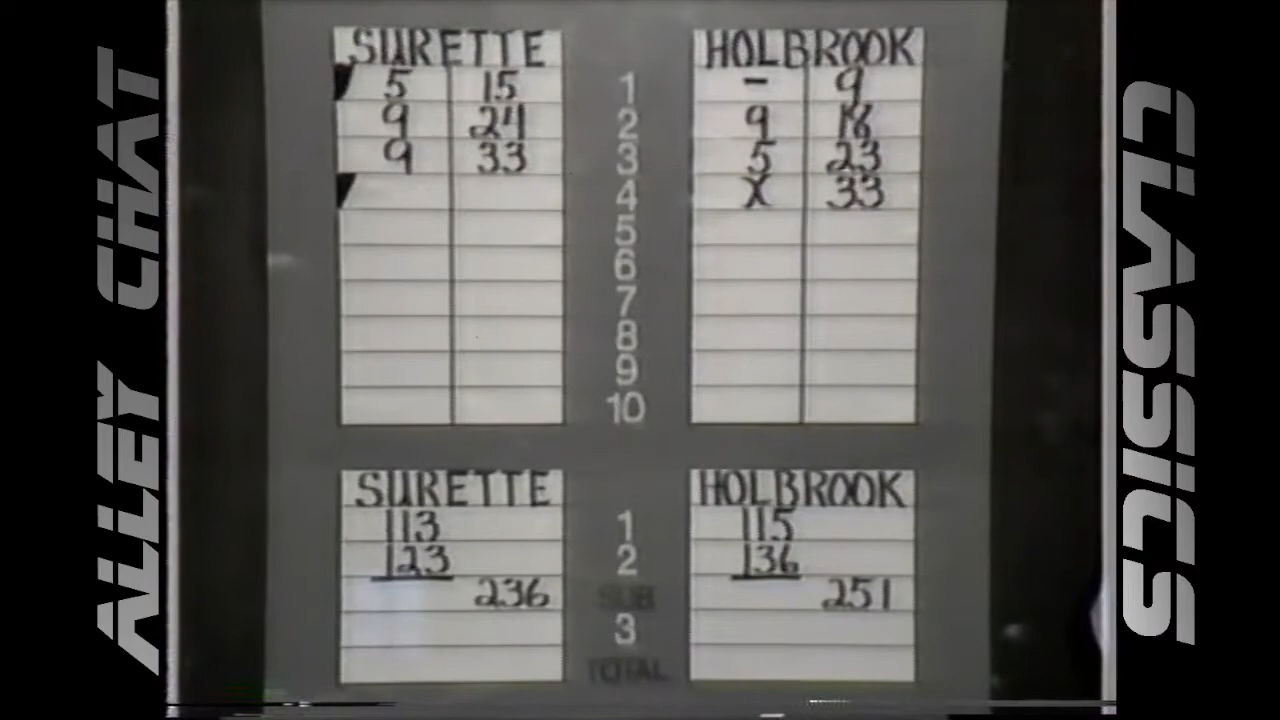 ALLEY CHAT
SURETTE HOLBROOK
5 15 1 - 9
9 24 2 9 18
9 33 3 5 23
4 X 33
5
6
7
8
9
10
SURETTE HOLBROOK
113 1 115
123 2 136
236 SUB 251
3
TOTAL
CLASSICS